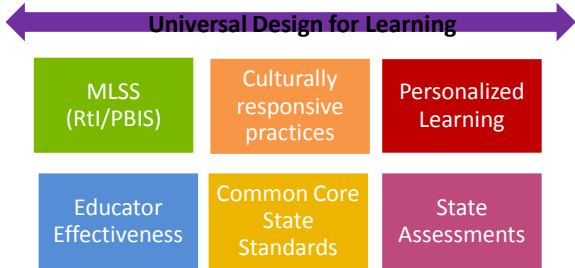 Universal Design for Learning
MLSS
(RtI/PBIS)
Culturally
responsive
practices
Personalized
Learning
Educator
Effectiveness
Common Core
State
Standards
State
Assessments